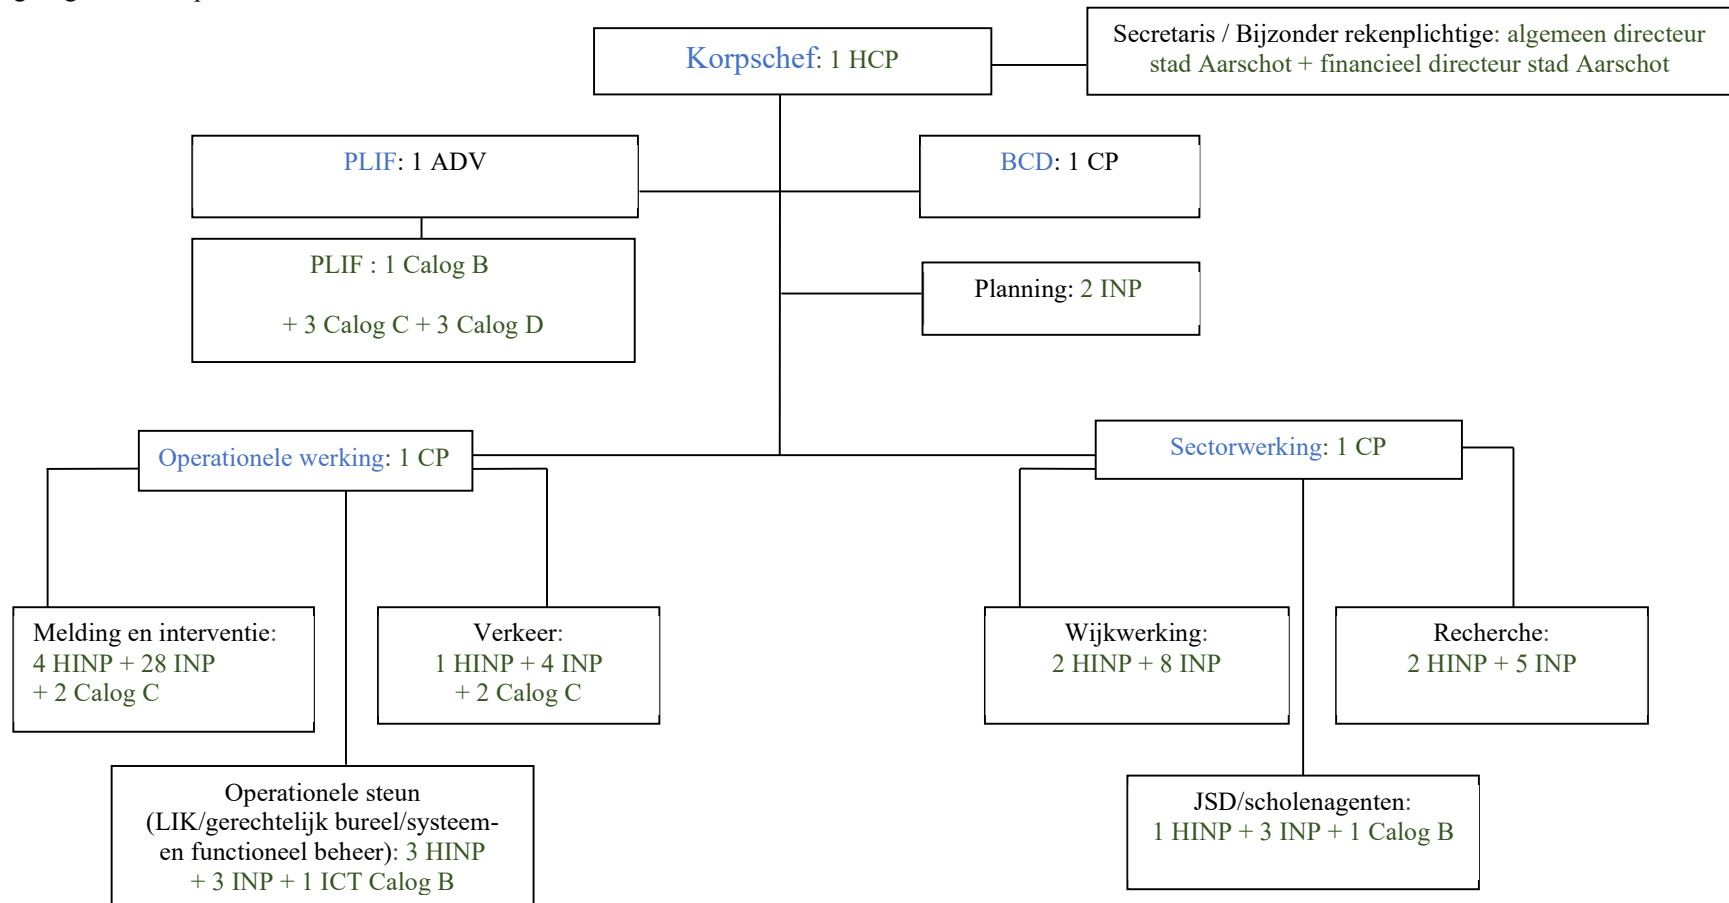 Korpschef: 1 HCP
Secretaris / Bijzonder rekenplichtige: algemeen directeur
stad Aarschot + financieel directeur stad Aarschot
PLIF: 1 ADV
BCD: 1 CP
PLIF : 1 Calog B
+ 3 Calog C + 3 Calog D
Planning: 2 INP
Operationele werking: 1 CP
Sectorwerking: 1 CP
Melding en interventie:
4 HINP + 28 INP
+ 2 Calog C
Verkeer:
1 HINP + 4 INP
+ 2 Calog C
Wijkwerking:
2 HINP + 8 INP
Recherche:
2 HINP + 5 INP
Operationele steun
(LIK/gerechtelijk bureel/systeem-
en functioneel beheer): 3 HINP
+ 3 INP + 1 ICT Calog B
JSD/scholenagenten:
1 HINP + 3 INP + 1 Calog B